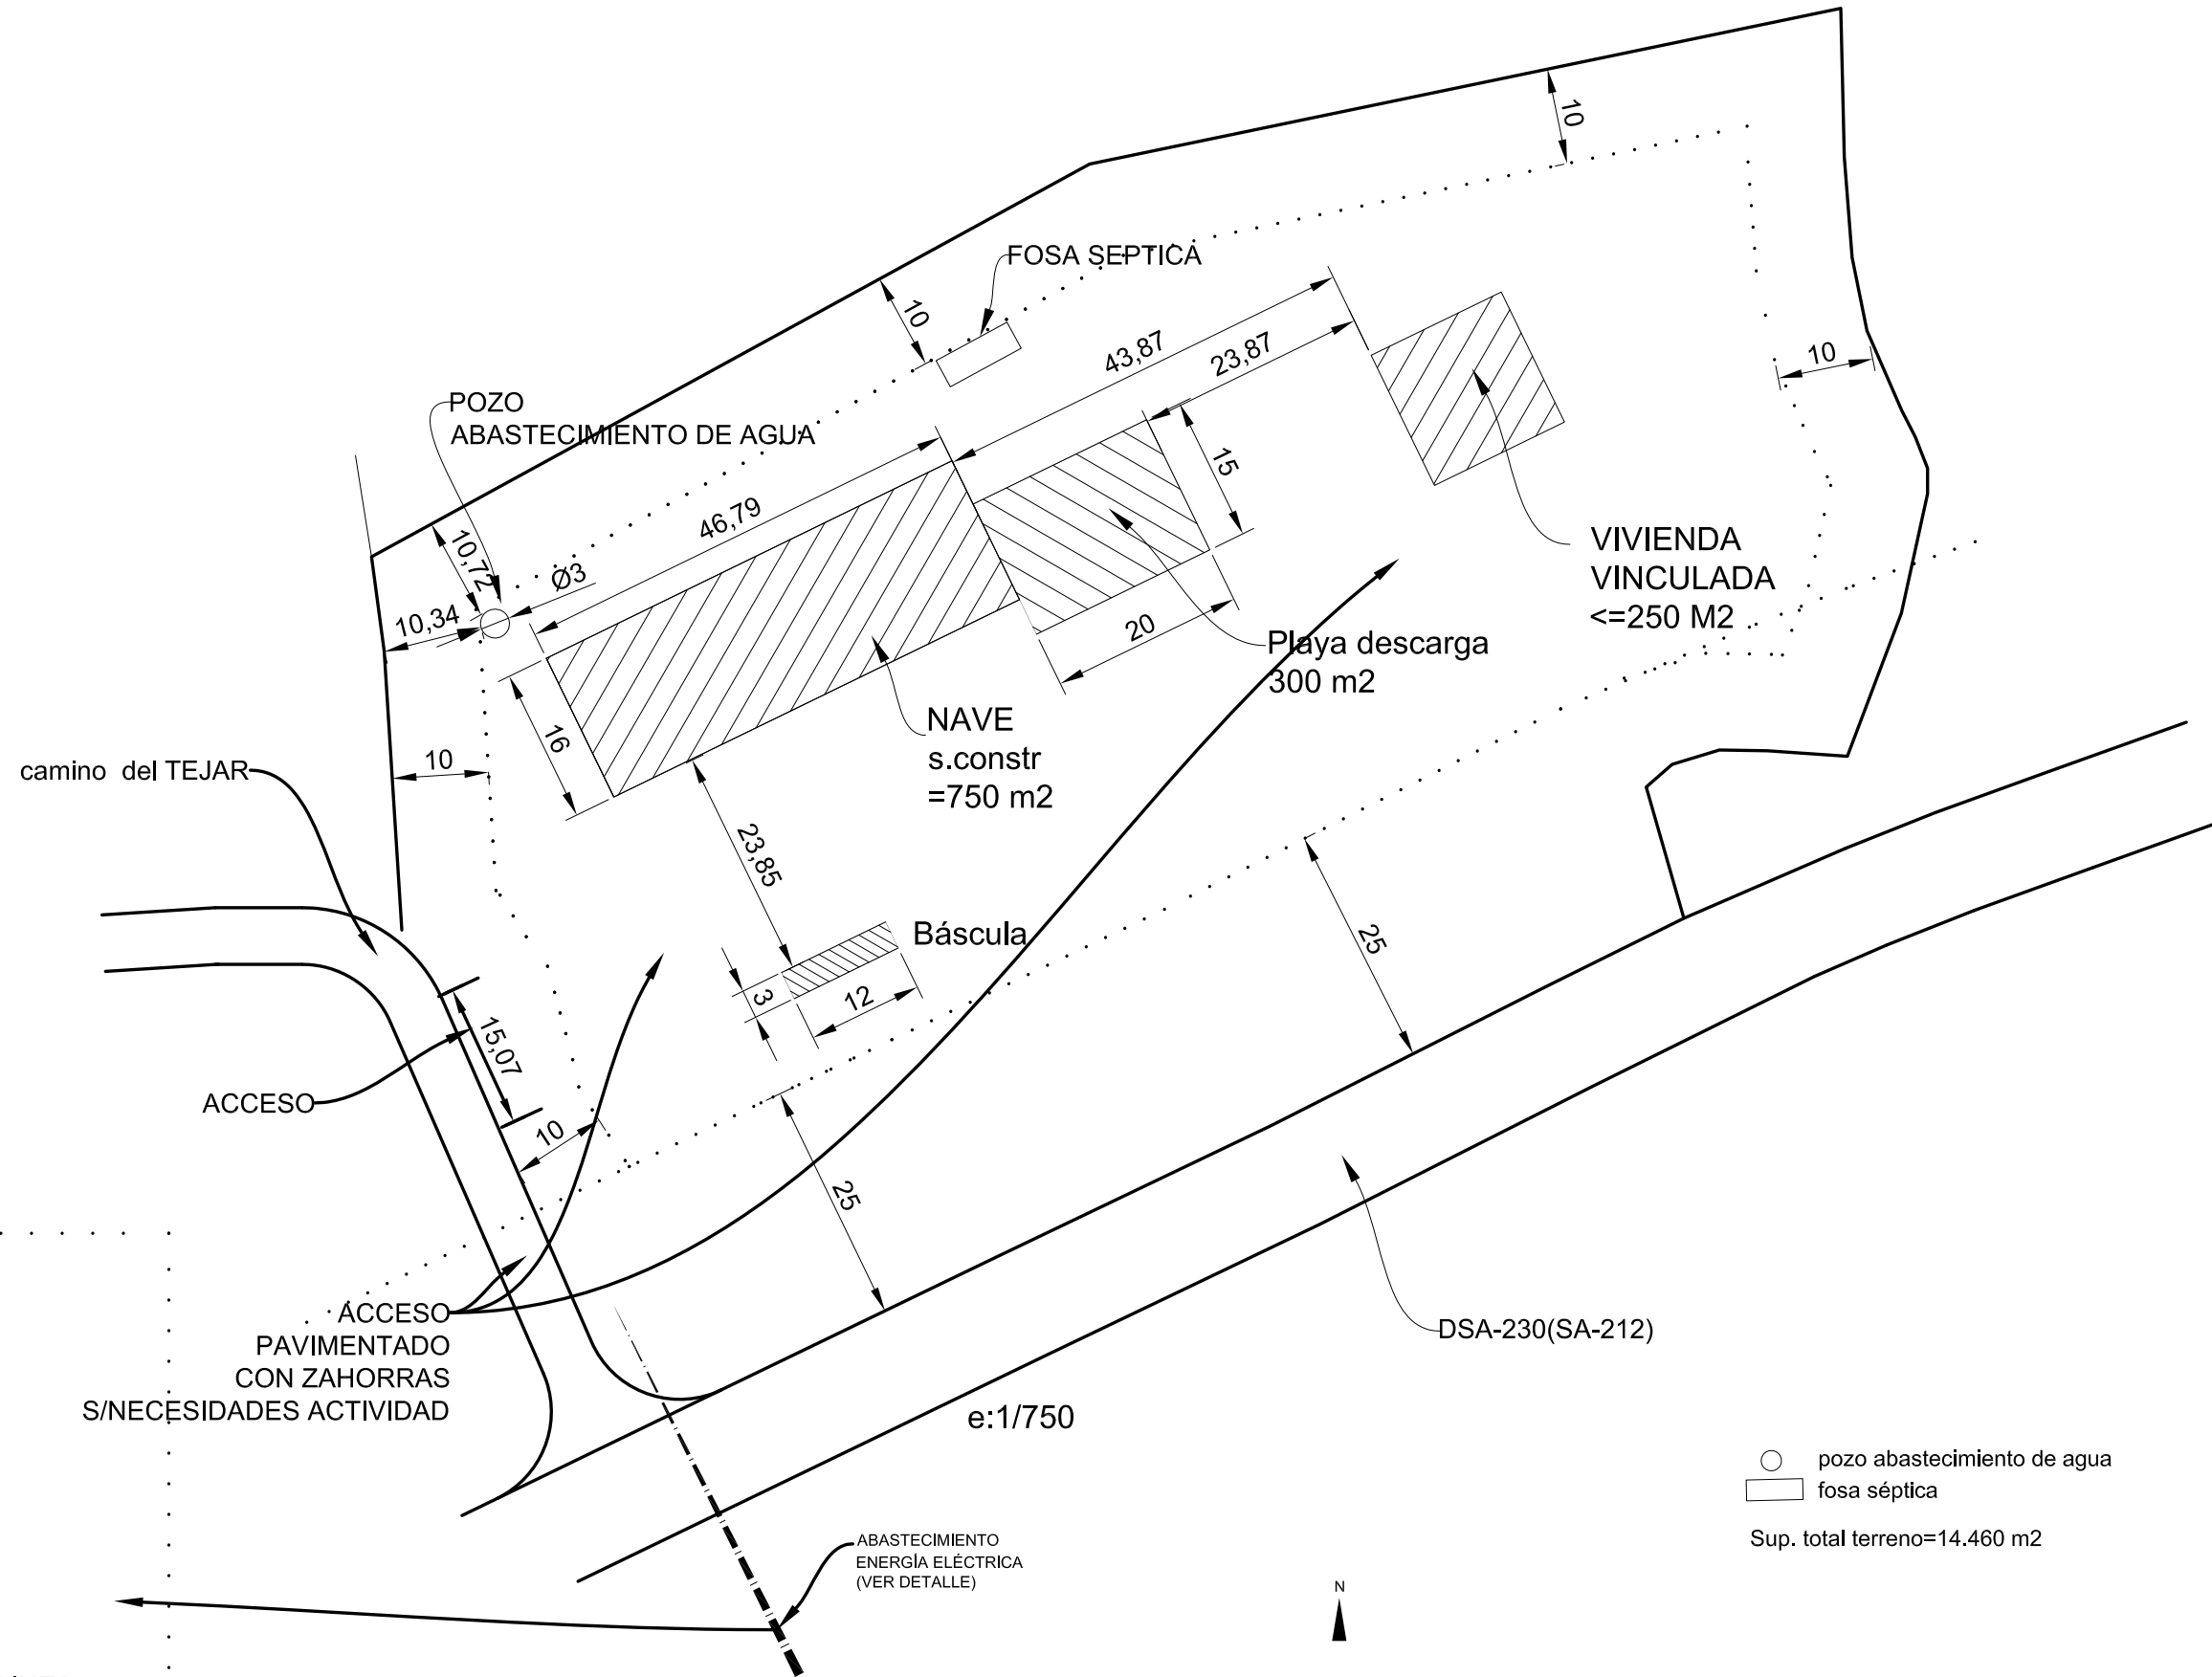 10
FOSA SEPTICA
10
43,87
23,87
10
POZO
ABASTECIMIENTO DE AGUA
15
46,79
10,72
Ø3
10,34
VIVIENDA
VINCULADA
<=250 M2
20
Playa descarga
300 m2
16
NAVE
s.constr
=750 m2
10
camino del TEJAR
23,85
Báscula
25
3
12
15,07
ACCESO
10
25
ACCESO
PAVIMENTADO
CON ZAHORRAS
S/NECESIDADES ACTIVIDAD
DSA-230(SA-212)
e:1/750
pozo abastecimiento de agua
fosa séptica
Sup. total terreno=14.460 m2
ABASTECIMIENTO
ENERGÍA ELÉCTRICA
(VER DETALLE)
N